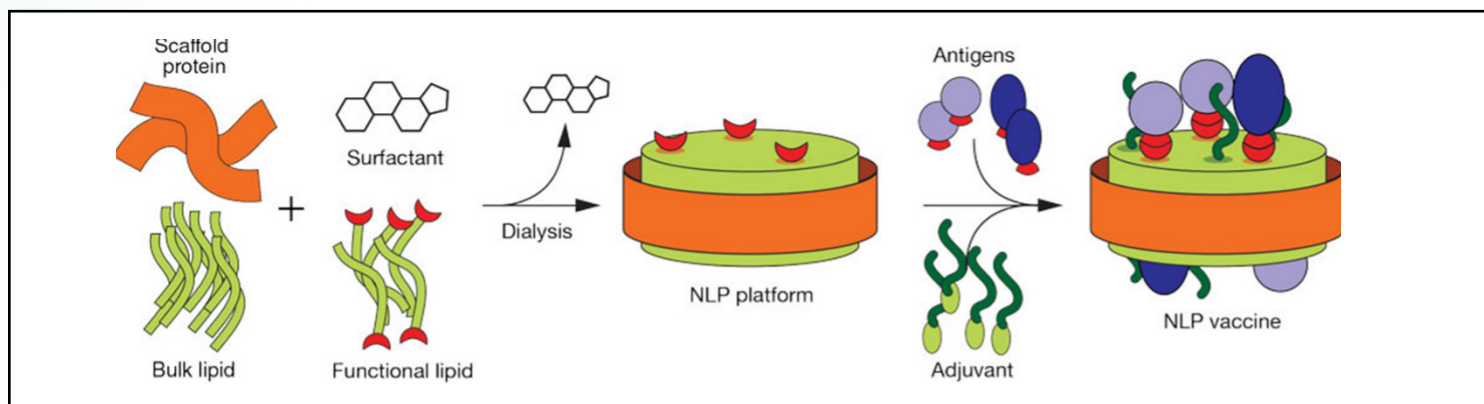 Scaffold
protein
Surfactant
Bulk lipid
Functional lipid
Dialysis
NLP platform
Antigens
Adjuvant
NLP vaccine